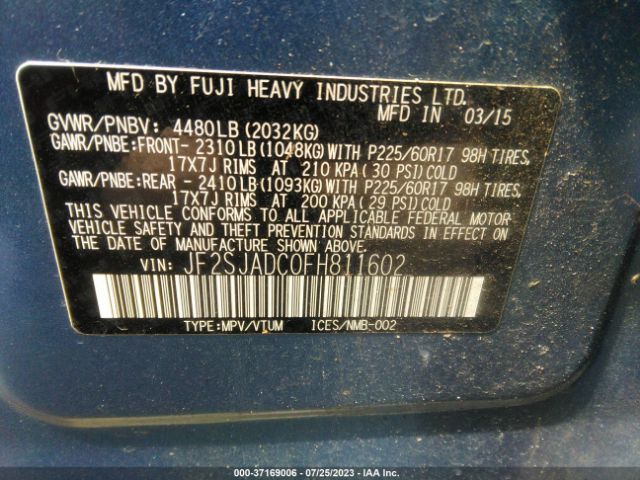 MFD BY FUJI HEAVY INDUSTRIES LTD.
MFD IN 03/15
GVWR/PNBV: 4480LB (2032KG)
GAWR/PNBE:FRONT- 2310LB (1048KG) WITH P225/60R17 98H TIRES,
17X7J RIMS AT 210 KPA ( 30 PSI) COLD
GAWR/PNBE:REAR - 2410LB (1093KG) WITH P225/60R17 98H TIRES,
17X7J RIMS AT 200 KPA ( 29 PSI) COLD
THIS VEHICLE CONFORMS TO ALL APPLICABLE FEDERAL MOTOR
VEHICLE SAFETY AND THEFT PREVENTION STANDARDS IN EFFECT
ON THE DATE OF MANUFACTURE SHOWN ABOVE.
VIN: JF2SJADC0FH811602
TYPE:MPV/VTUM ICES/NMB-002
000-37169006 - 07/25/2023 - IAA Inc.